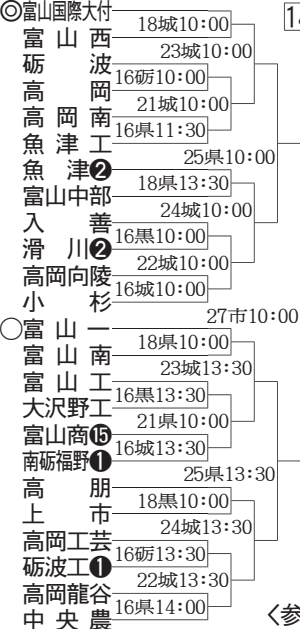 ◎富山国際大付
18城10:00
富山西
23城10:00
砺波
16砺10:00
高岡
21城10:00
高岡南
16県11:30
魚津工
25県10:00
魚津❷
18県13:30
富山中部
24城10:00
入善
16黒10:00
滑川❷
22城10:00
高岡向陵
16城10:00
小杉
27市10:00
○富山一
18県10:00
富山南
23城13:30
富山工
16黒13:30
大沢野工
21県10:00
富山商⓯
16城13:30
南砺福野❶
25県13:30
高朋
18黒10:00
上市
24城13:30
高岡工芸
16砺13:30
砺波工❶
22城13:30
高岡龍谷
16県14:00
中央農
〈参